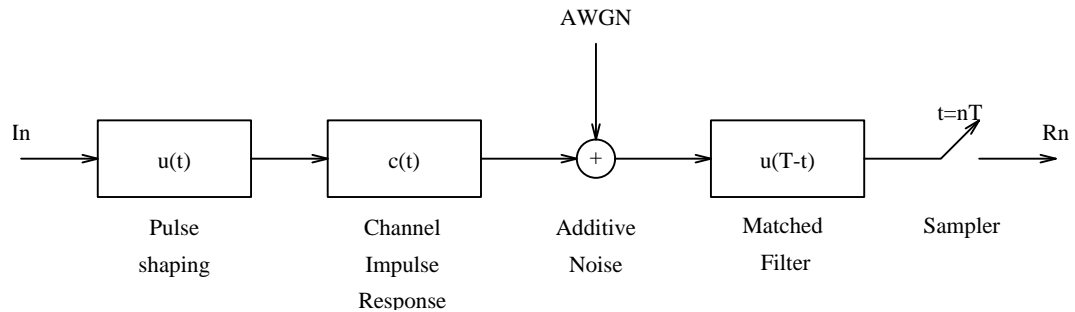 AWGN
t=nT
In
u(t)
c(t)
+
u(T-t)
Rn
Pulse
shaping
Channel
Impulse
Response
Additive
Noise
Matched
Filter
Sampler